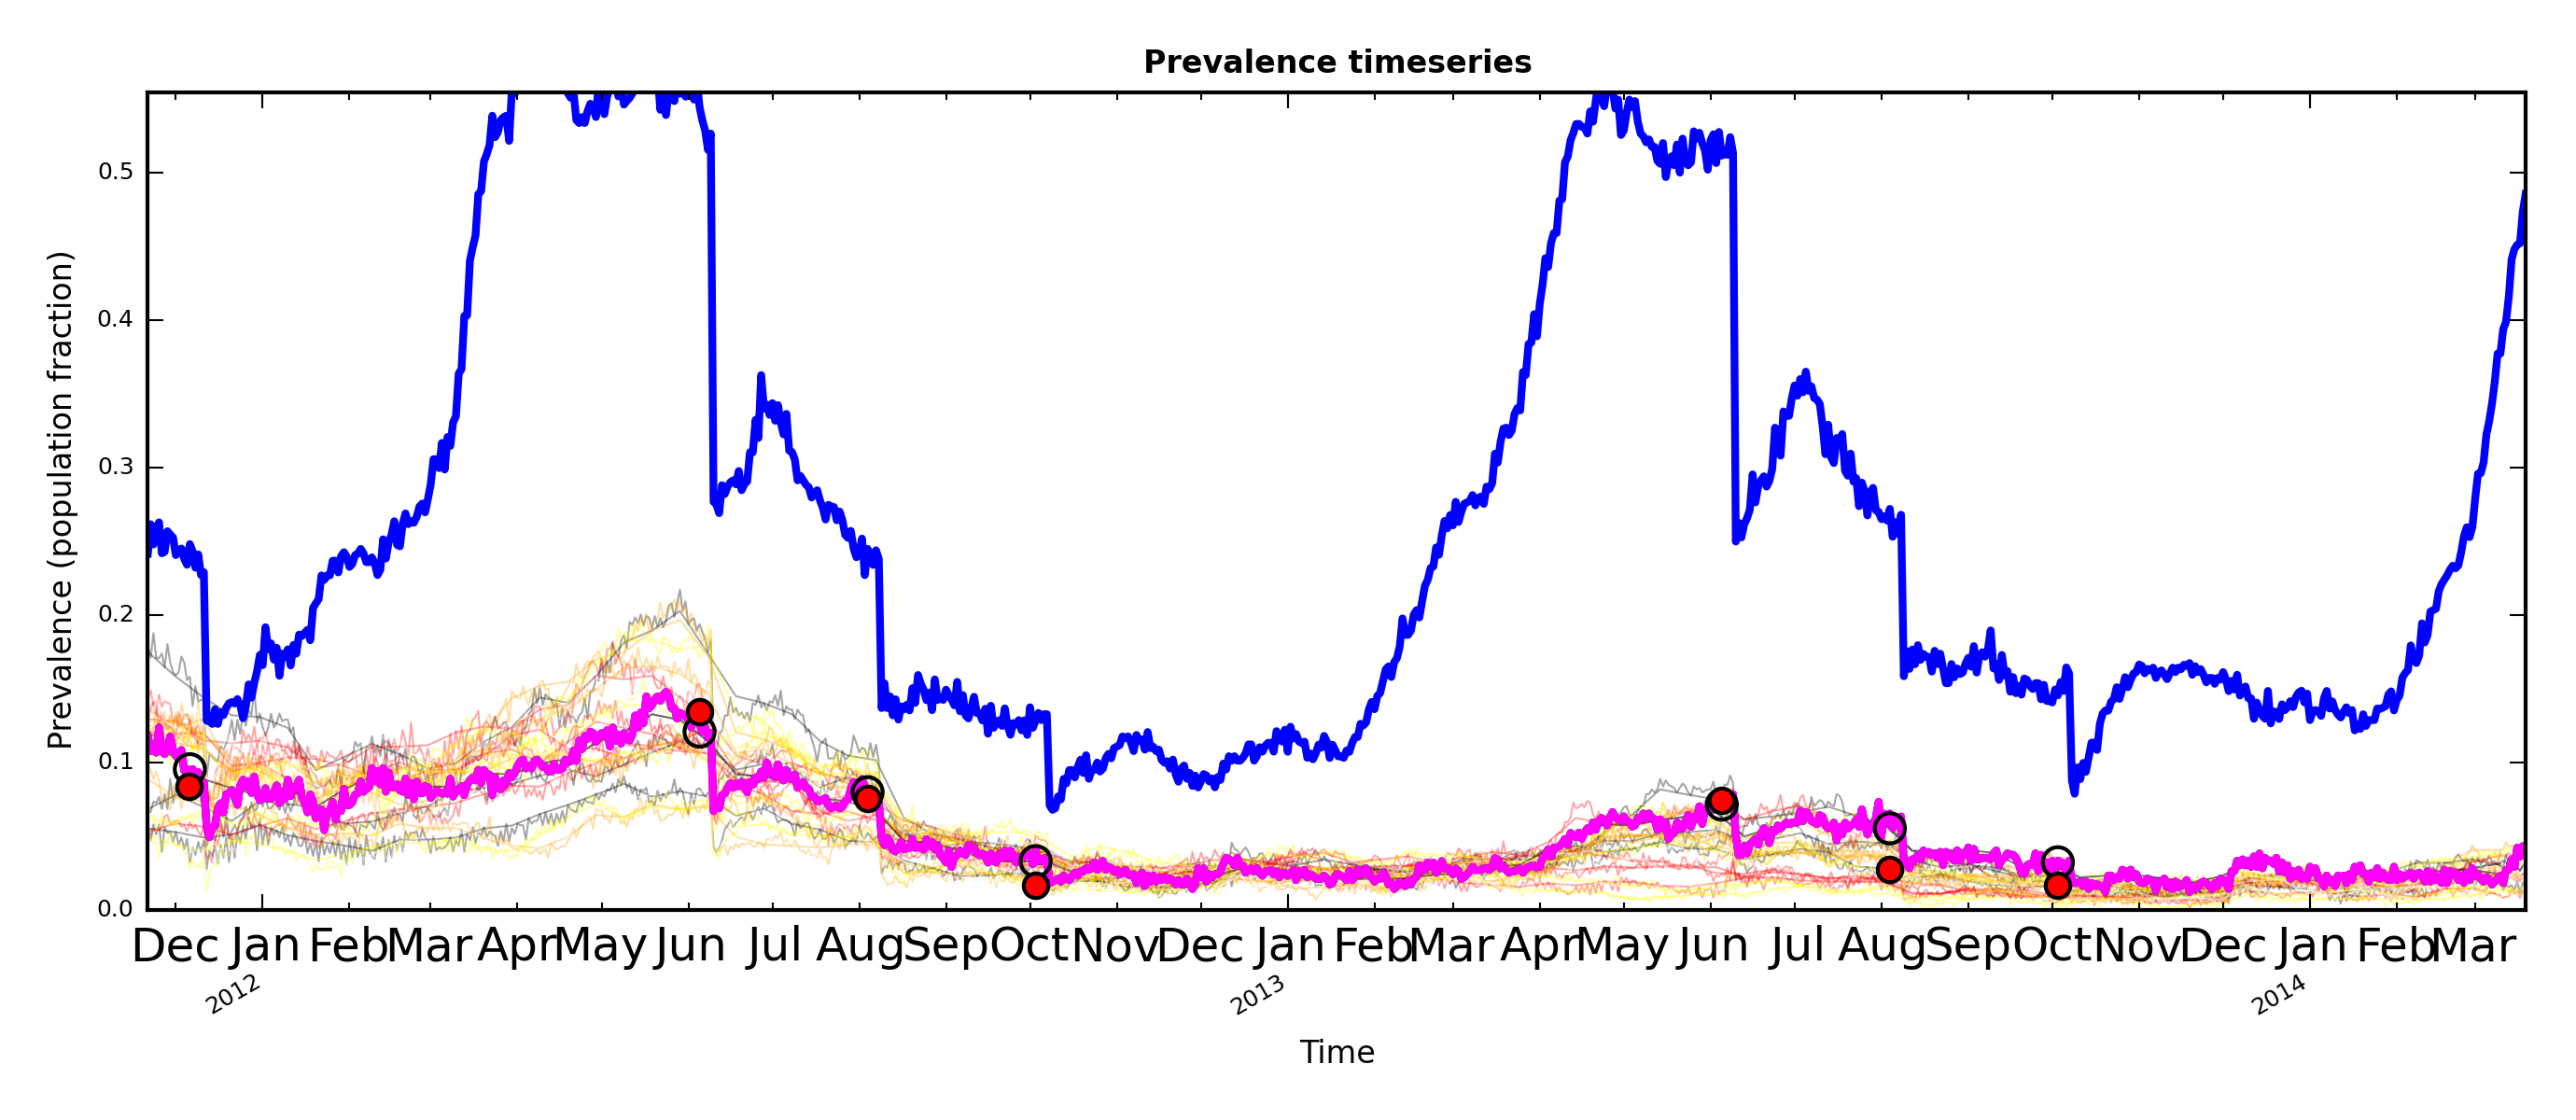 Prevalence timeseries
Prevalence (population fraction)
0.5
0.4
0.3
0.2
0.1
0.0
Dec Jan Feb Mar Apr May Jun Jul Aug Sep Oct Nov Dec Jan Feb Mar Apr May Jun Jul Aug Sep Oct Nov Dec Jan Feb Mar
2012 2013 2014
Time